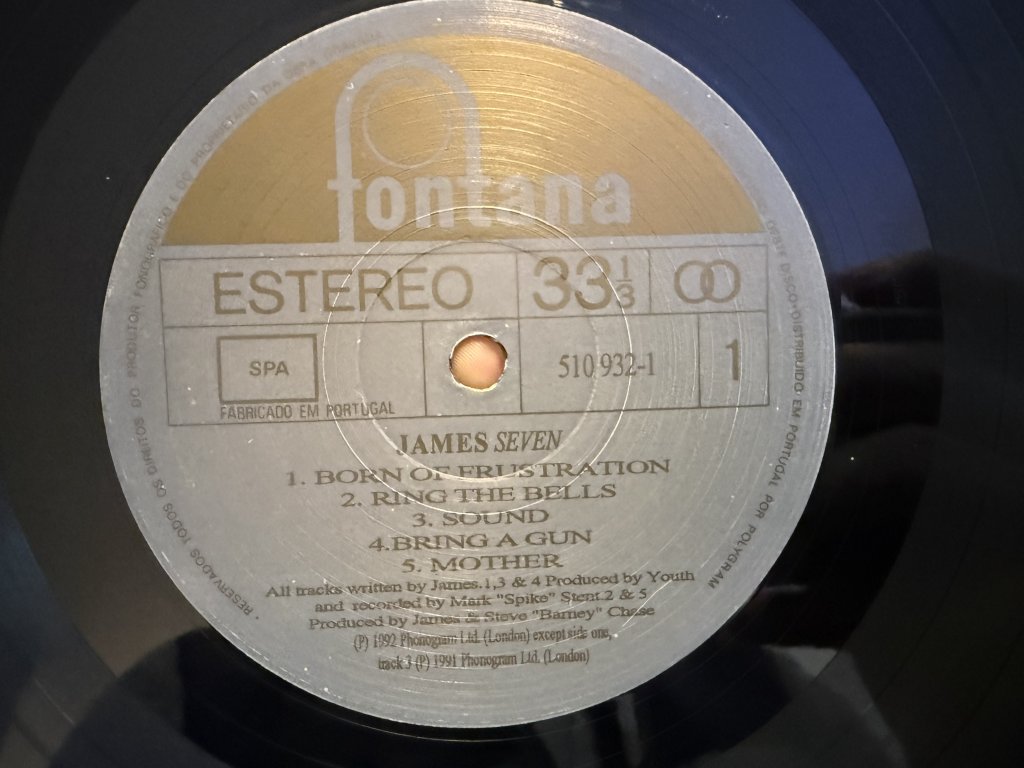 fontana
ESTEREO 33 1/3
SPA 510 932-1 1
FABRICADO EM PORTUGAL
JAMES SEVEN
1. BORN OF FRUSTRATION
2. RING THE BELLS
3. SOUND
4.BRING A GUN
5. MOTHER
All tracks written by James.1,3 & 4 Produced by Youth
and recorded by Mark "Spike" Stent.2 & 5
Produced by James & Steve "Barney" Chase
(P) 1992 Phonogram Ltd. (London) except side one,
track 3 (P) 1991 Phonogram Ltd. (London)
RESERVADOS TODOS OS DIREITOS DO PRODUTOR FONOGRÁFICO E DO PROPRIETÁRIO DA OBRA
DESTE DISCO·DISTRIBUIDO EM PORTUGAL POR POLYGRAM